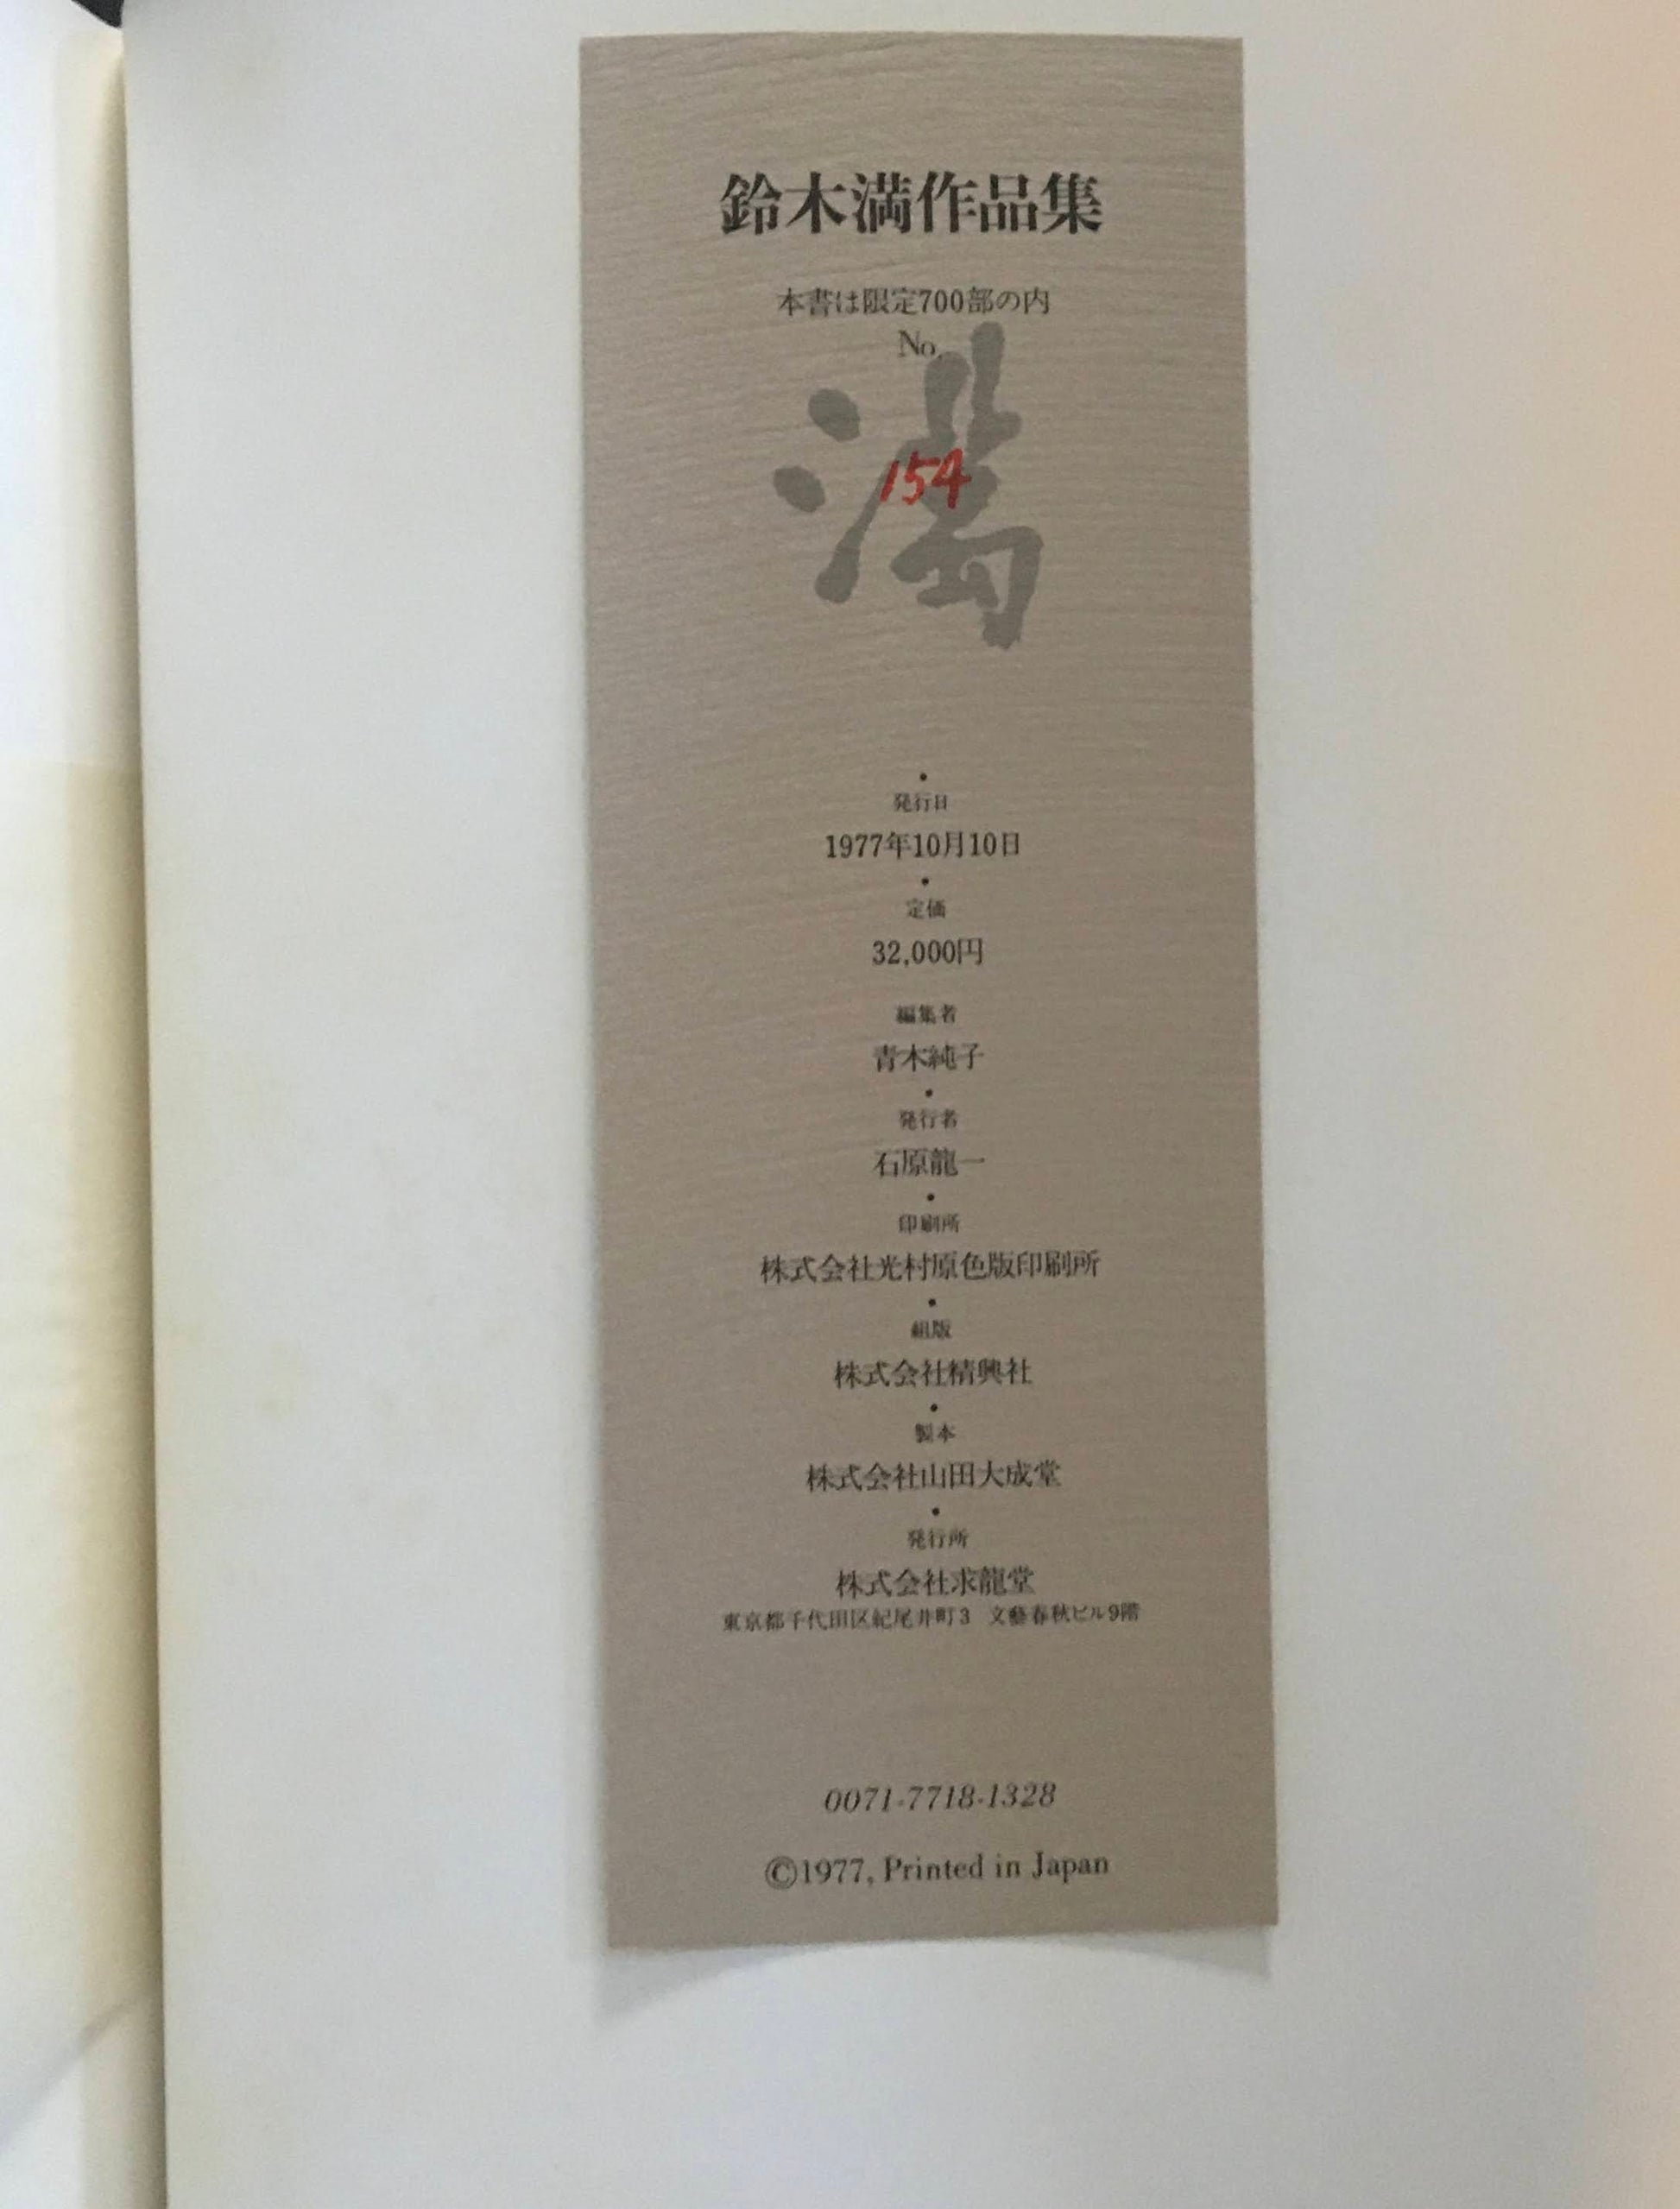 鈴木満作品集
本書は限定700部の内
No.
満
154
・
発行日
1977年10月10日
・
定価
32,000円
編集者
青木純子
・
発行者
石原龍一
・
印刷所
株式会社光村原色版印刷所
・
組版
株式会社精興社
・
製本
株式会社山田大成堂
・
発行所
株式会社求龍堂
東京都千代田区紀尾井町3 文藝春秋ビル9階
0071-7718-1328
©1977, Printed in Japan